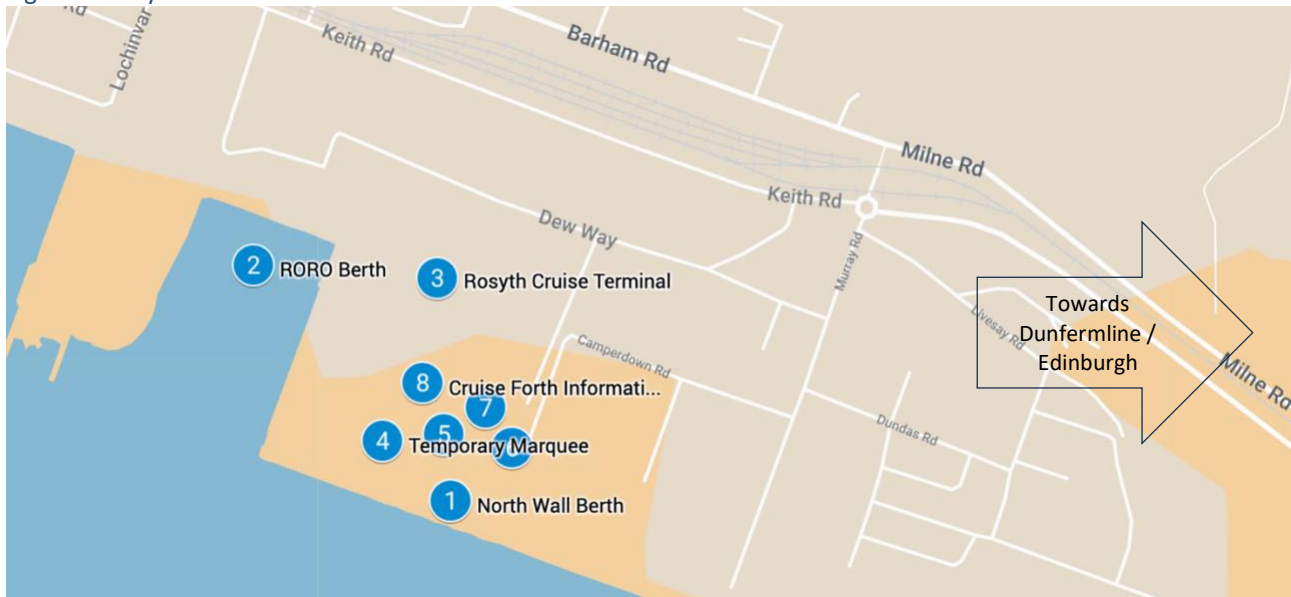 Lochinvar
Keith Rd
Barham Rd
Milne Rd
Keith Rd
Dew Way
Murray Rd
2 RORO Berth
3 Rosyth Cruise Terminal
Livesay Rd
Towards
Dunfermline /
Edinburgh
Milne Rd
Camperdown Rd
8 Cruise Forth Informati...
7
Dundas Rd
4 Temporary Marquee
5
1 North Wall Berth